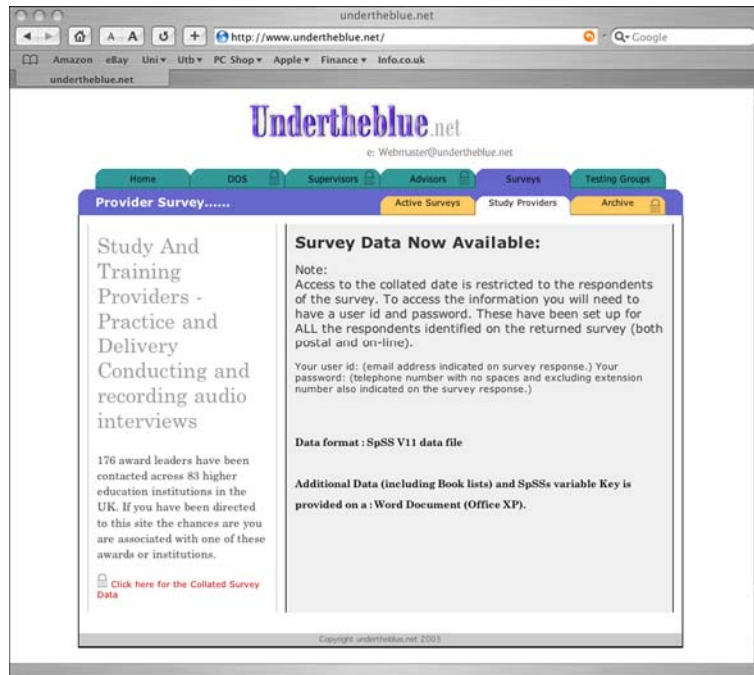 undertheblue.net
A A
http://www.undertheblue.net/
Google
Amazon eBay Uni Utb PC Shop Apple Finance Info.co.uk
undertheblue.net
Undertheblue.net
e: Webmaster@undertheblue.net
Home DOS Supervisors Advisors Surveys Testing Groups
Provider Survey...... Active Surveys Study Providers Archive
Study And
Training
Providers -
Practice and
Delivery
Conducting and
recording audio
interviews
176 award leaders have been
contacted across 83 higher
education institutions in the
UK. If you have been directed
to this site the chances are you
are associated with one of these
awards or institutions.
Click here for the Collated Survey
Data
Survey Data Now Available:
Note:
Access to the collated date is restricted to the respondents
of the survey. To access the information you will need to
have a user id and password. These have been set up for
ALL the respondents identified on the returned survey (both
postal and on-line).
Your user id: (email address indicated on survey response.) Your
password: (telephone number with no spaces and excluding extension
number also indicated on the survey response.)
Data format : SpSS V11 data file
Additional Data (including Book lists) and SpSSs variable Key is
provided on a : Word Document (Office XP).
Copyright undertheblue.net 2003